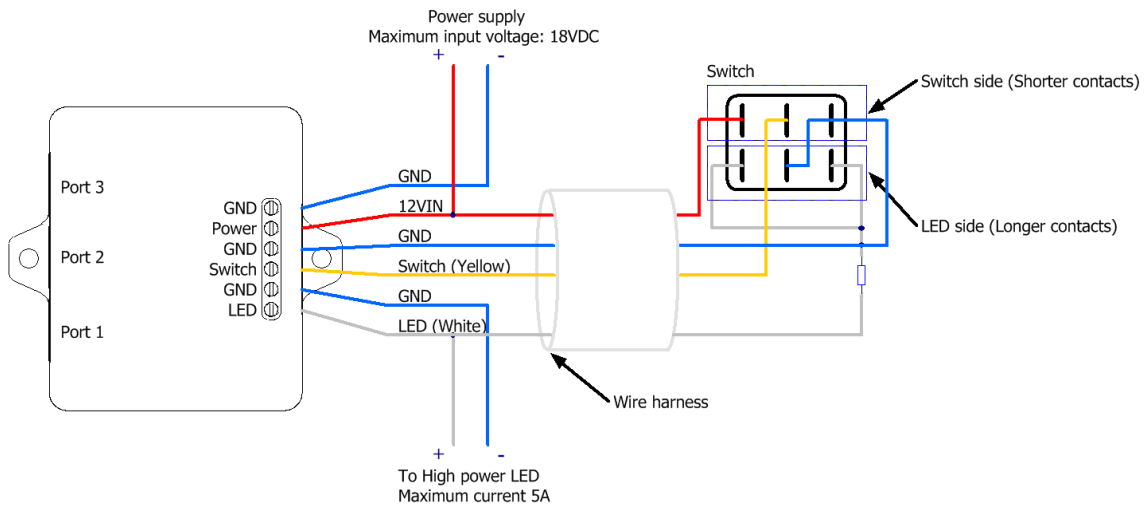 Power supply
Maximum input voltage: 18VDC
+ -
Switch
Switch side (Shorter contacts)
LED side (Longer contacts)
Port 3
Port 2
Port 1
GND
Power
GND
Switch
GND
LED
GND
12VIN
GND
Switch (Yellow)
GND
LED (White)
Wire harness
+ -
To High power LED
Maximum current 5A